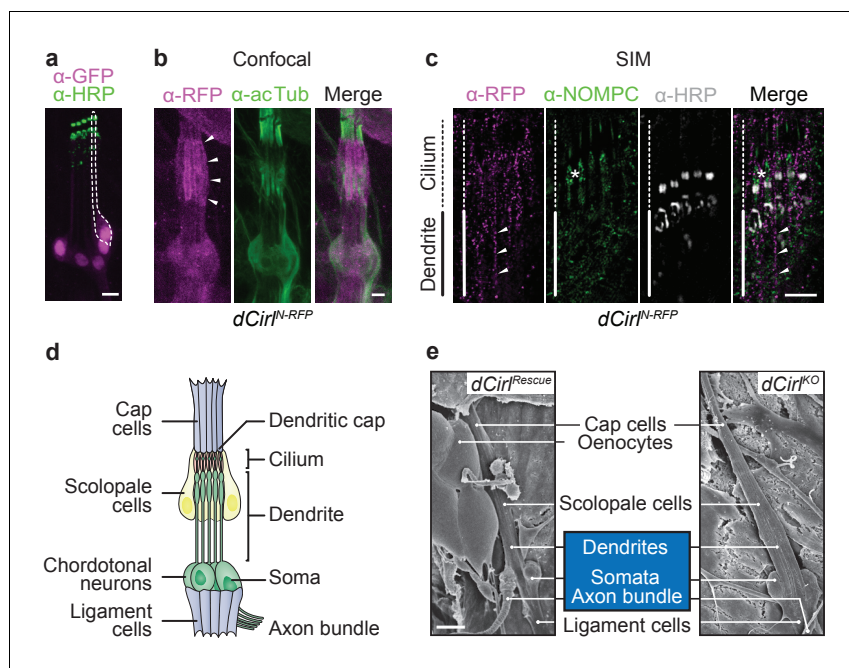 a
α-GFP
α-HRP
b
Confocal
α-RFP α-acTub Merge
dCirl^N-RFP
c
SIM
α-RFP α-NOMPC α-HRP Merge
Cilium
Dendrite
*
*
dCirl^N-RFP
d
Cap
cells
Scolopale
cells
Chordotonal
neurons
Ligament
cells
Dendritic cap
Cilium
Dendrite
Soma
Axon bundle
e
dCirl^Rescue
dCirl^KO
Cap cells
Oenocytes
Scolopale cells
Dendrites
Somata
Axon bundle
Ligament cells